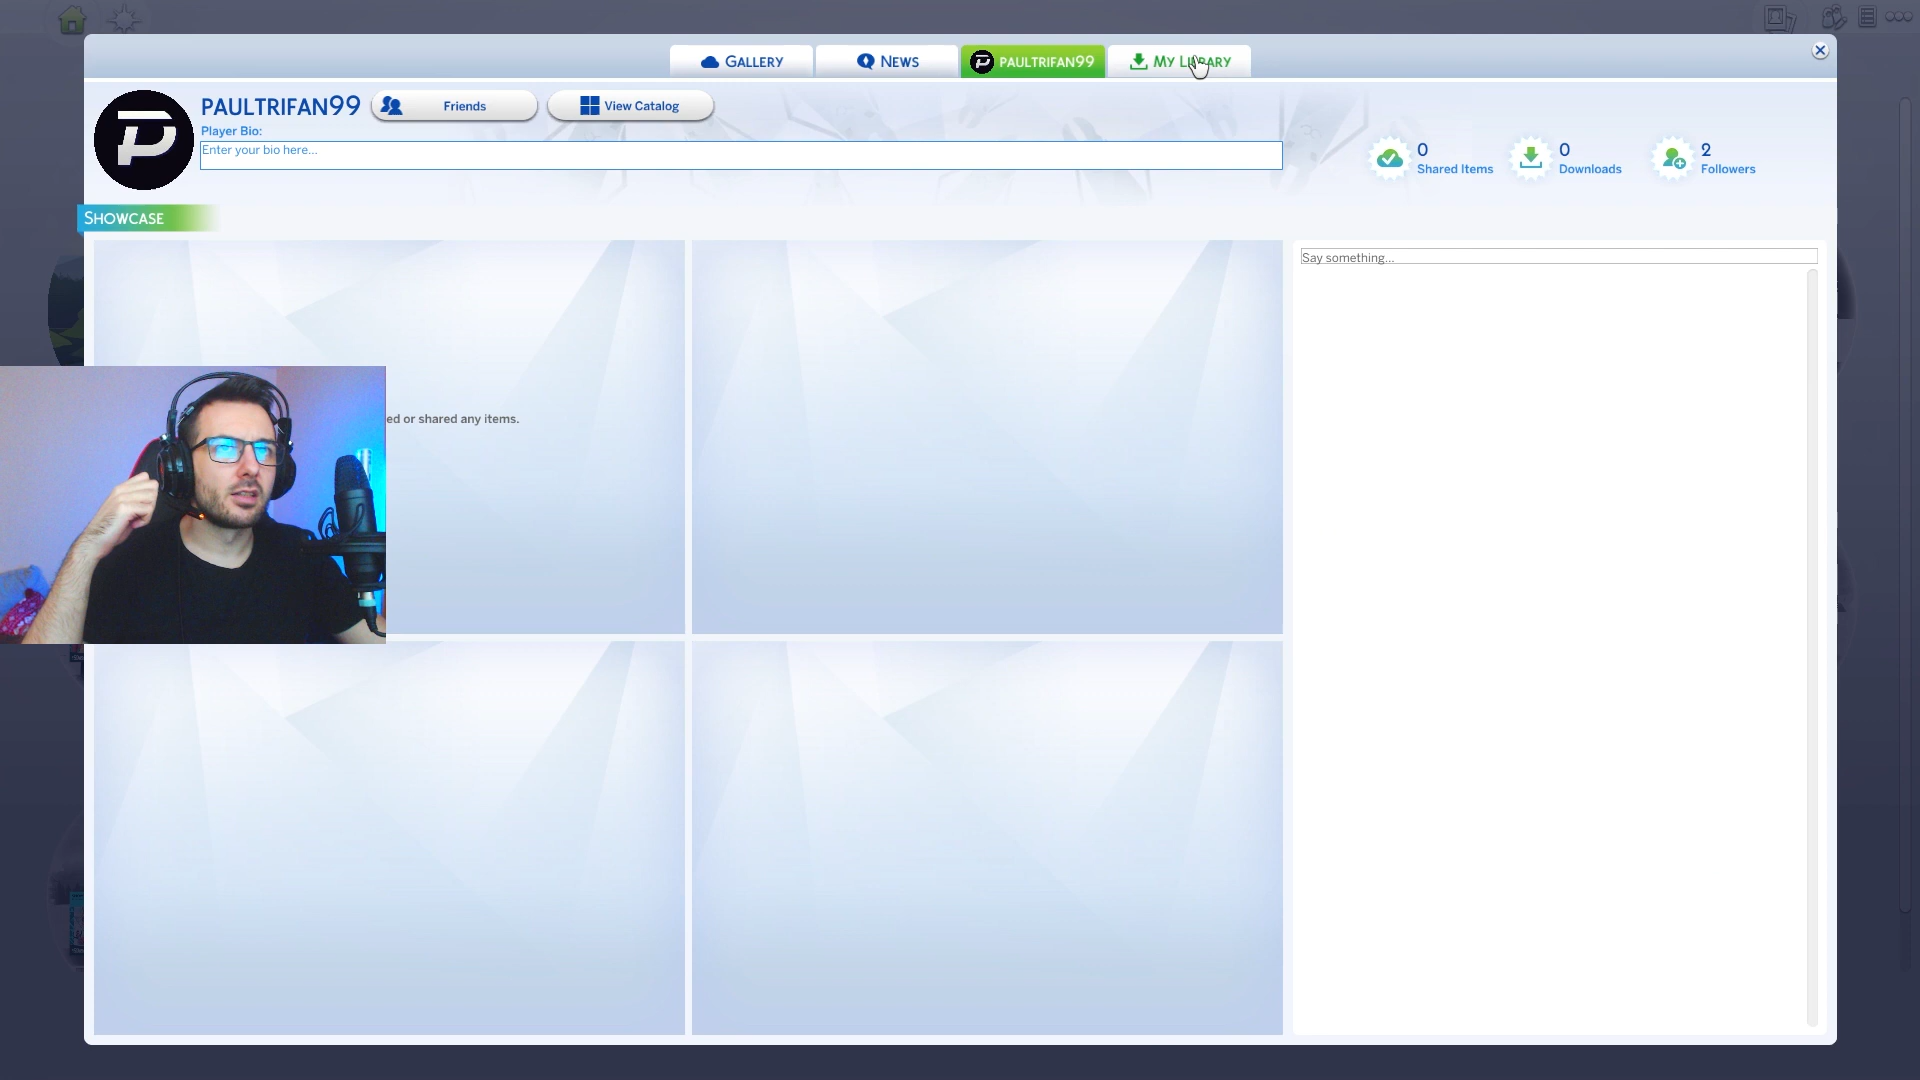 GALLERY
NEWS
PAULTRIFAN99
MY LIBRARY
PAULTRIFAN99
Friends
View Catalog
Player Bio:
Enter your bio here...
0
Shared Items
0
Downloads
2
Followers
SHOWCASE
Say something...
ed or shared any items.